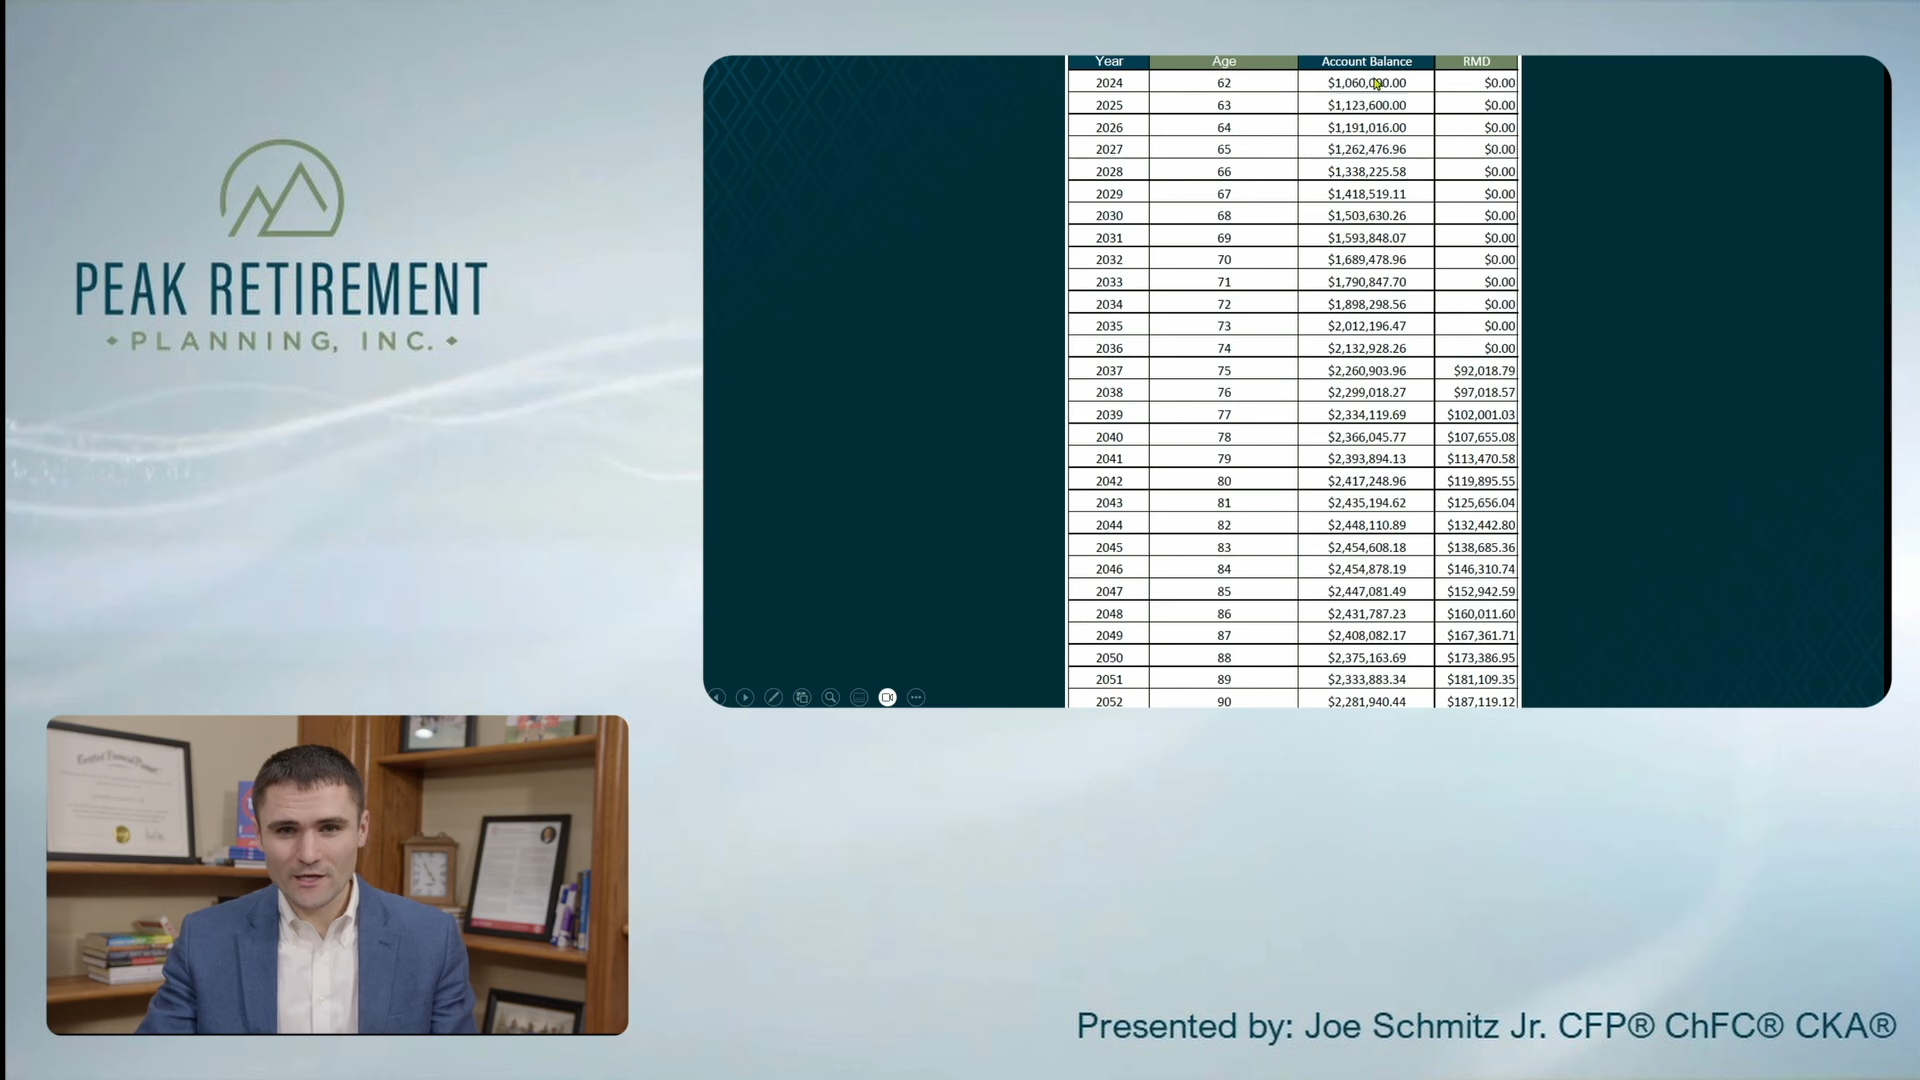 PEAK RETIREMENT
PLANNING, INC.
Year Age Account Balance RMD
2024 62 $1,060,000.00 $0.00
2025 63 $1,123,600.00 $0.00
2026 64 $1,191,016.00 $0.00
2027 65 $1,262,476.96 $0.00
2028 66 $1,338,225.58 $0.00
2029 67 $1,418,519.11 $0.00
2030 68 $1,503,630.26 $0.00
2031 69 $1,593,848.07 $0.00
2032 70 $1,689,478.96 $0.00
2033 71 $1,790,847.70 $0.00
2034 72 $1,898,298.56 $0.00
2035 73 $2,012,196.47 $0.00
2036 74 $2,132,928.26 $0.00
2037 75 $2,260,903.96 $92,018.79
2038 76 $2,299,018.27 $97,018.57
2039 77 $2,334,119.69 $102,001.03
2040 78 $2,366,045.77 $107,655.08
2041 79 $2,393,894.13 $113,470.58
2042 80 $2,417,248.96 $119,895.55
2043 81 $2,435,194.62 $125,656.04
2044 82 $2,448,110.89 $132,442.80
2045 83 $2,454,608.18 $138,685.36
2046 84 $2,454,878.19 $146,310.74
2047 85 $2,447,081.49 $152,942.59
2048 86 $2,431,787.23 $160,011.60
2049 87 $2,408,082.17 $167,361.71
2050 88 $2,375,163.69 $173,386.95
2051 89 $2,333,883.34 $181,109.35
2052 90 $2,281,940.44 $187,119.12
Certified Financial Planner
Presented by: Joe Schmitz Jr. CFP® ChFC® CKA®